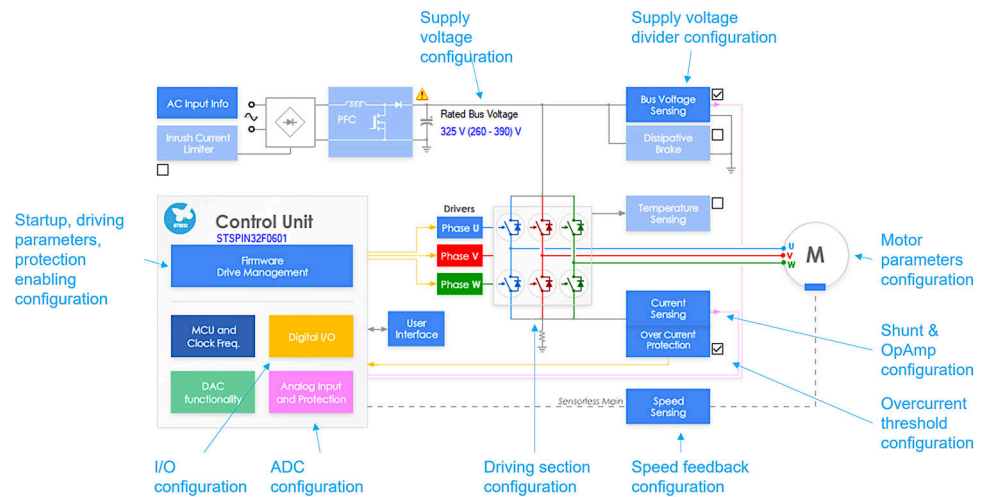 Supply
voltage
configuration
Supply voltage
divider configuration
AC Input Info
Inrush Current
Limiter
PFC
Rated Bus Voltage
325 V (260 - 390) V
Bus Voltage
Sensing
Dissipative
Brake
Startup, driving
parameters,
protection
enabling
configuration
STM32
Control Unit
STSPIN32F0601
Firmware
Drive Management
MCU and
Clock Freq.
Digital I/O
DAC
functionality
Analog Input
and Protection
User
Interface
Drivers
Phase U
Phase V
Phase W
Temperature
Sensing
U
V
W
M
Motor
parameters
configuration
Current
Sensing
Over Current
Protection
Shunt &
OpAmp
configuration
Sensorless Main
Speed
Sensing
Overcurrent
threshold
configuration
I/O
configuration
ADC
configuration
Driving section
configuration
Speed feedback
configuration